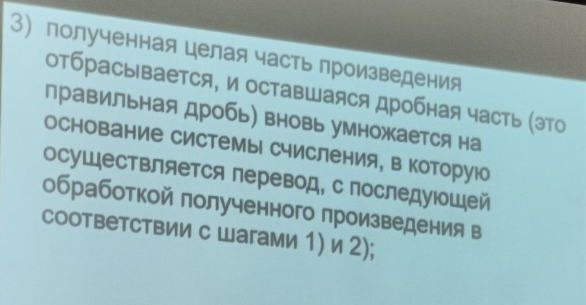 3) полученная целая часть произведения
отбрасывается, и оставшаяся дробная часть (это
правильная дробь) вновь умножается на
основание системы счисления, в которую
осуществляется перевод, с последующей
обработкой полученного произведения в
соответствии с шагами 1) и 2);